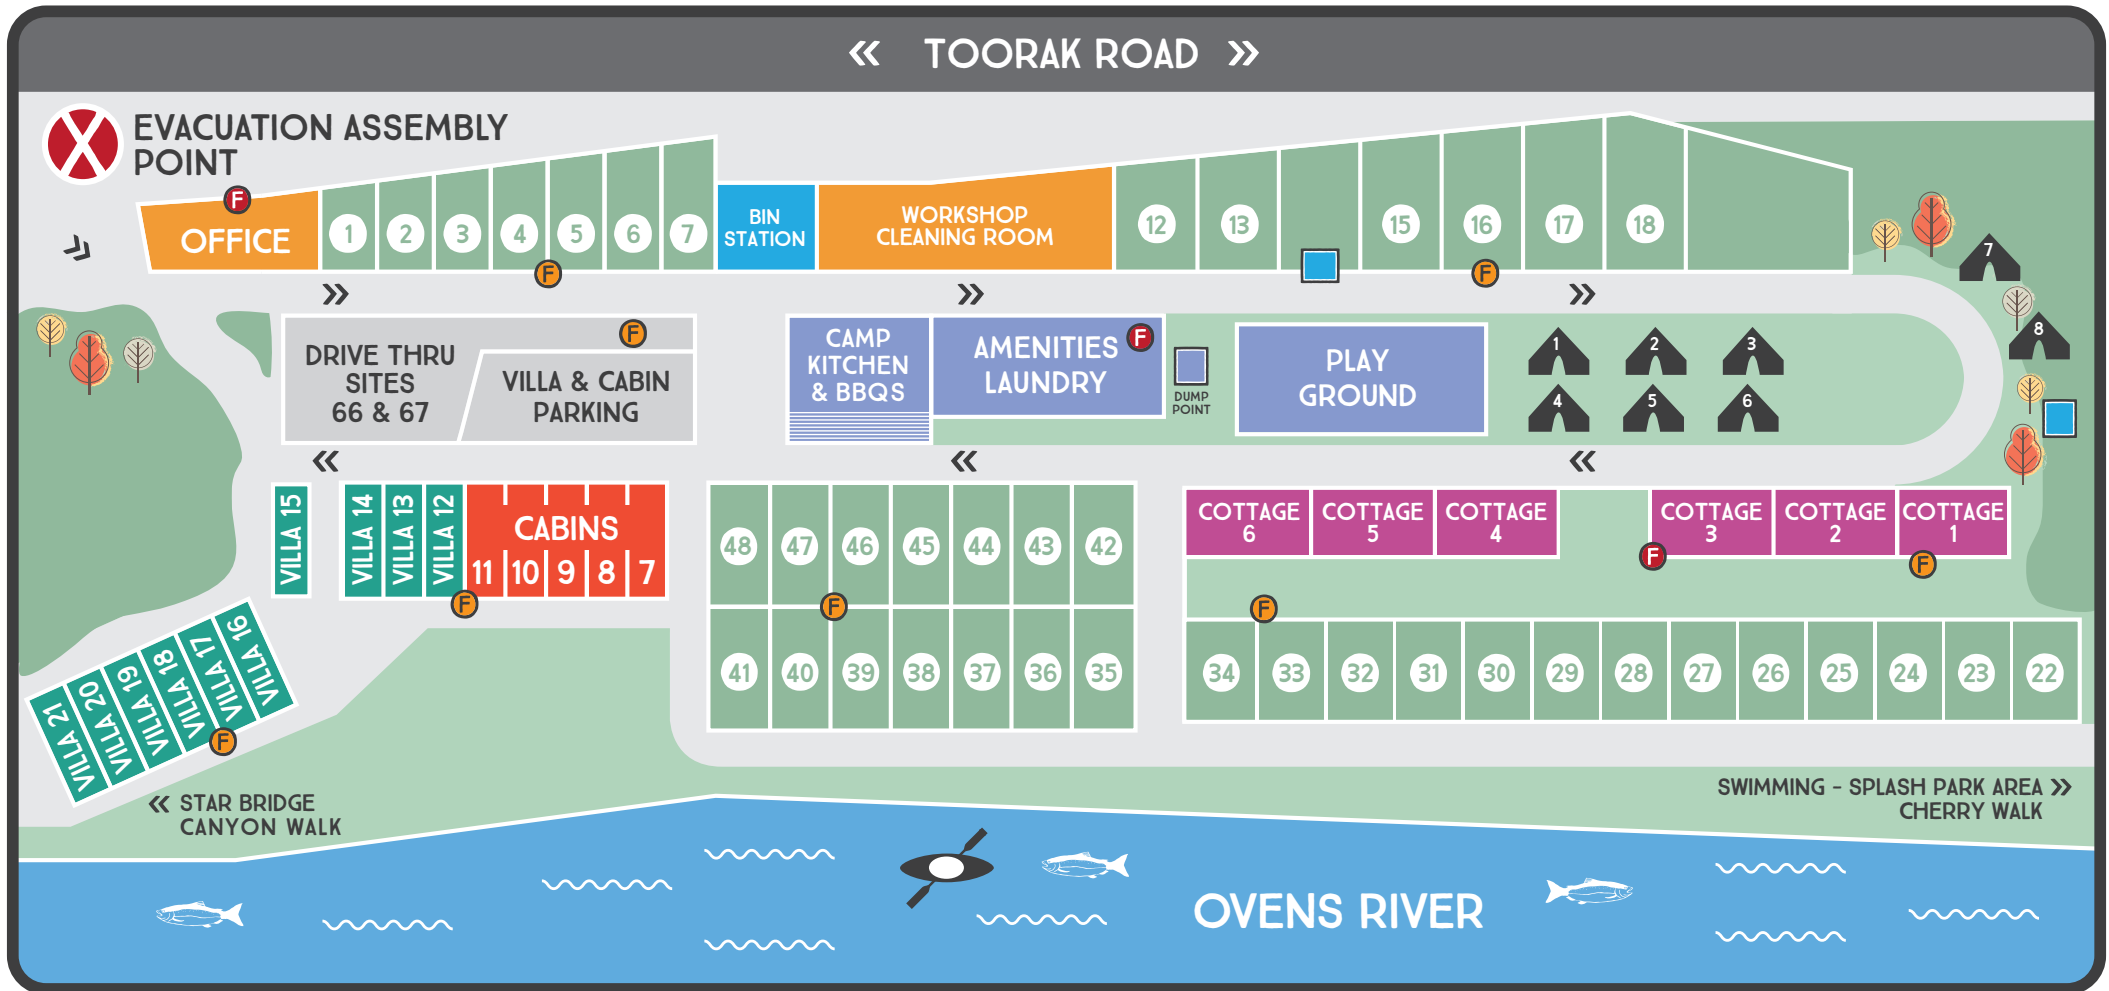 << TOORAK ROAD >>
X EVACUATION ASSEMBLY
POINT
F
OFFICE
1 2 3 4 5 6 7
F
BIN
STATION
WORKSHOP
CLEANING ROOM
12 13 15 16 17 18
F
7
8
DRIVE THRU
SITES
66 & 67
F
VILLA & CABIN
PARKING
CAMP
KITCHEN
& BBQS
AMENITIES
LAUNDRY
F
DUMP
POINT
PLAY
GROUND
1 2 3
4 5 6
VILLA 15
VILLA 14
VILLA 13
VILLA 12
CABINS
11 10 9 8 7
F
48 47 46 45 44 43 42
F
41 40 39 38 37 36 35
COTTAGE
6
COTTAGE
5
COTTAGE
4
COTTAGE
3
COTTAGE
2
COTTAGE
1
F
F
F
34 33 32 31 30 29 28 27 26 25 24 23 22
VILLA 21
VILLA 20
VILLA 19
VILLA 18
VILLA 17
VILLA 16
F
<< STAR BRIDGE
CANYON WALK
SWIMMING - SPLASH PARK AREA >>
CHERRY WALK
OVENS RIVER